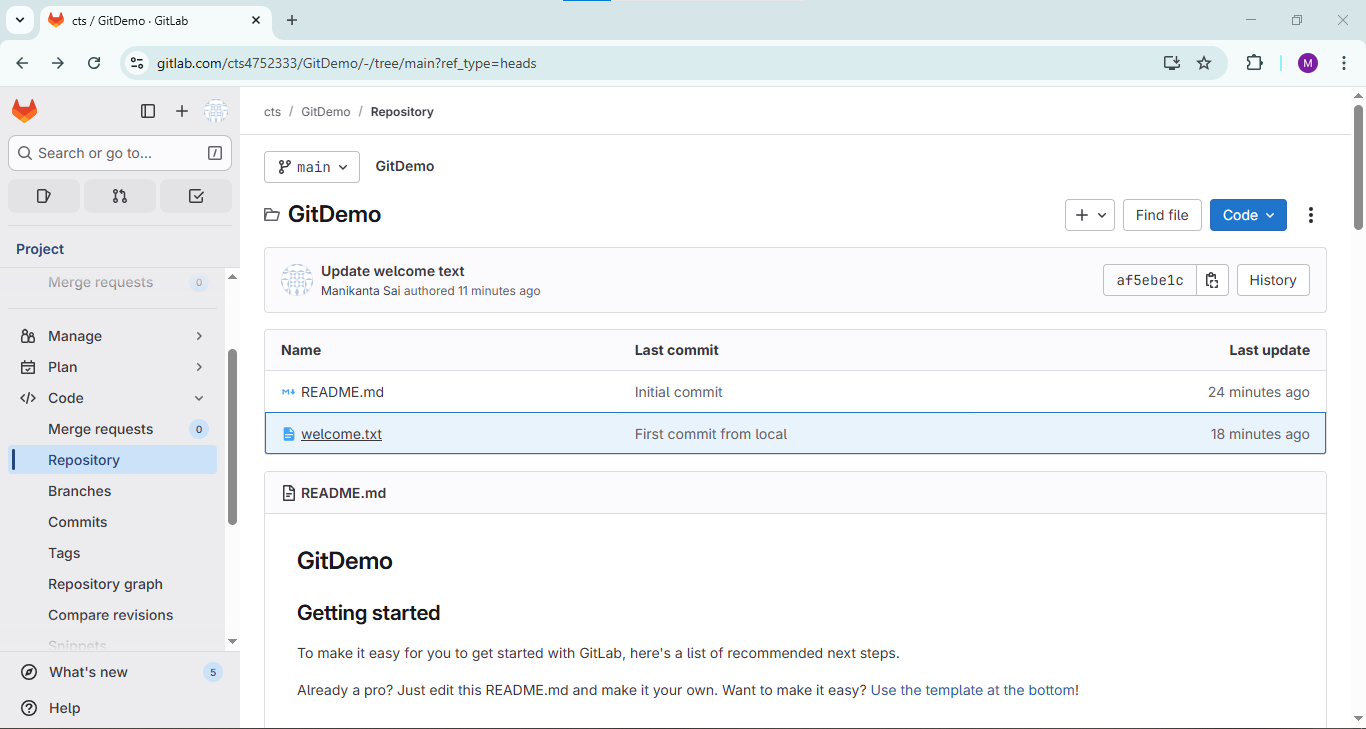 cts / GitDemo · GitLab
gitlab.com/cts4752333/GitDemo/-/tree/main?ref_type=heads
M
Search or go to...
/
Project
Merge requests 0
Manage
Plan
Code
Merge requests 0
Repository
Branches
Commits
Tags
Repository graph
Compare revisions
Snippets
What's new 5
Help
cts / GitDemo / Repository
main GitDemo
GitDemo
Find file Code
Update welcome text
Manikanta Sai authored 11 minutes ago
af5ebe1c History
Name Last commit Last update
README.md Initial commit 24 minutes ago
welcome.txt First commit from local 18 minutes ago
README.md
GitDemo
Getting started
To make it easy for you to get started with GitLab, here's a list of recommended next steps.
Already a pro? Just edit this README.md and make it your own. Want to make it easy? Use the template at the bottom!